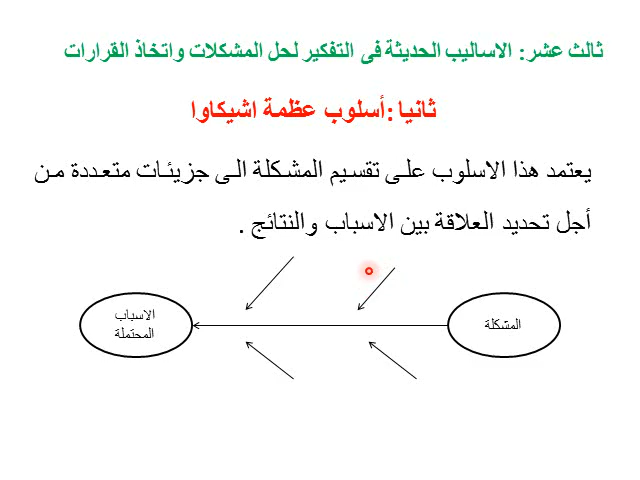 ثالث عشر: الاساليب الحديثة فى التفكير لحل المشكلات واتخاذ القرارات
ثانيا :أسلوب عظمة اشيكاوا
يعتمد هذا الاسلوب على تقسيم المشكلة الى جزيئات متعددة من
أجل تحديد العلاقة بين الاسباب والنتائج .
المشكلة
الاسباب
المحتملة